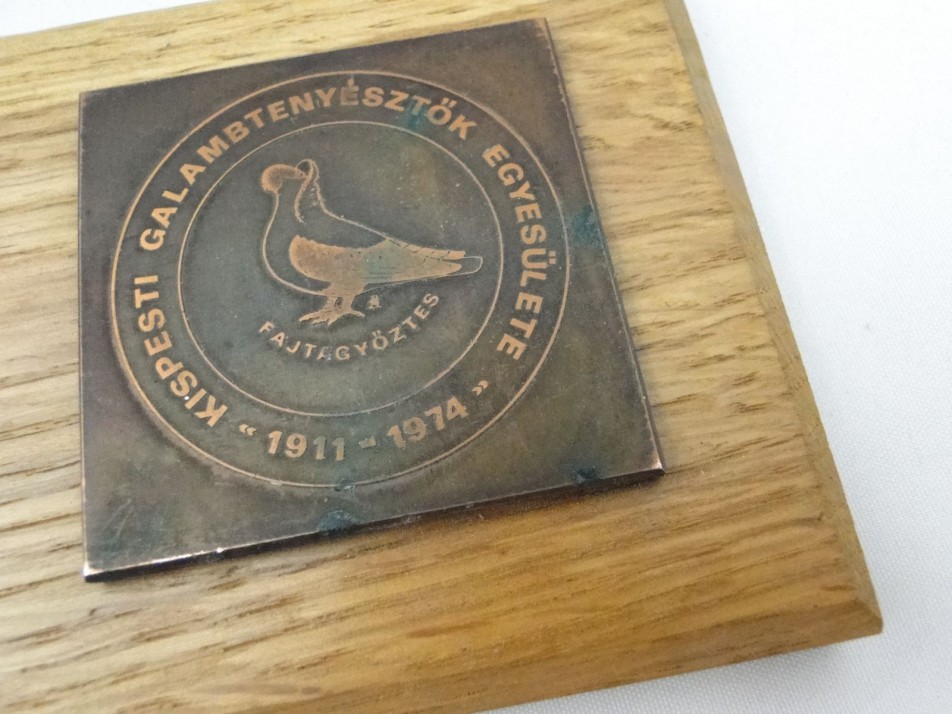 KISPESTI GALAMBTENYÉSZTŐK EGYESÜLETE
FAJTAGYŐZTES
« 1911 - 1974 »